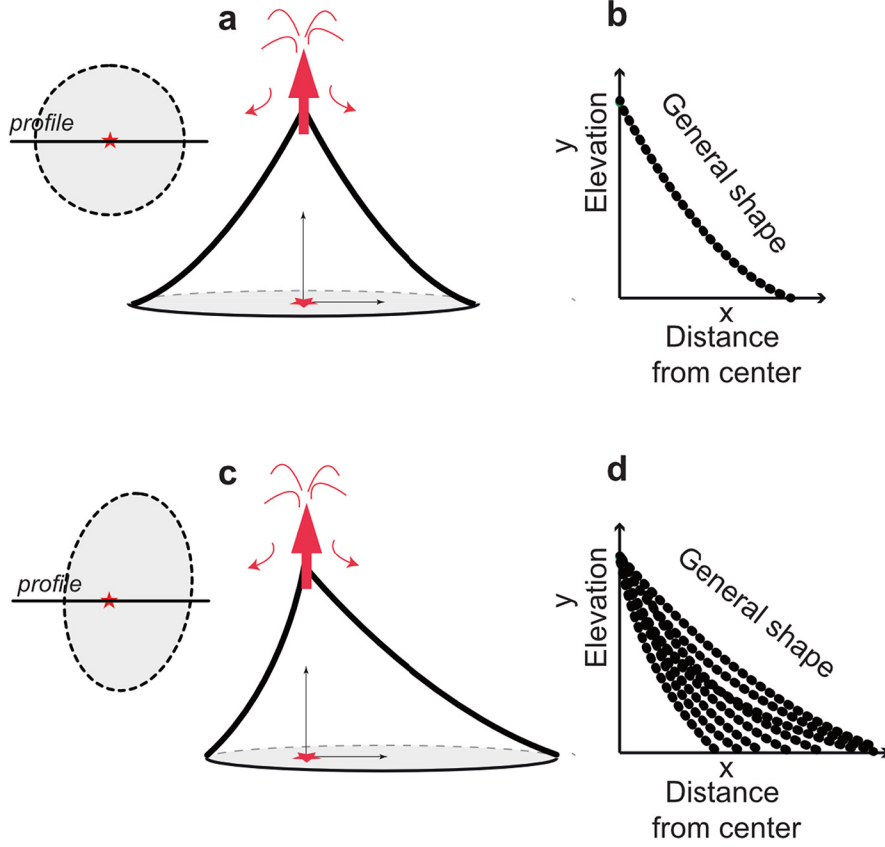 a
profile
b
y
Elevation
General shape
x
Distance
from center
c
profile
d
y
Elevation
General shape
x
Distance
from center